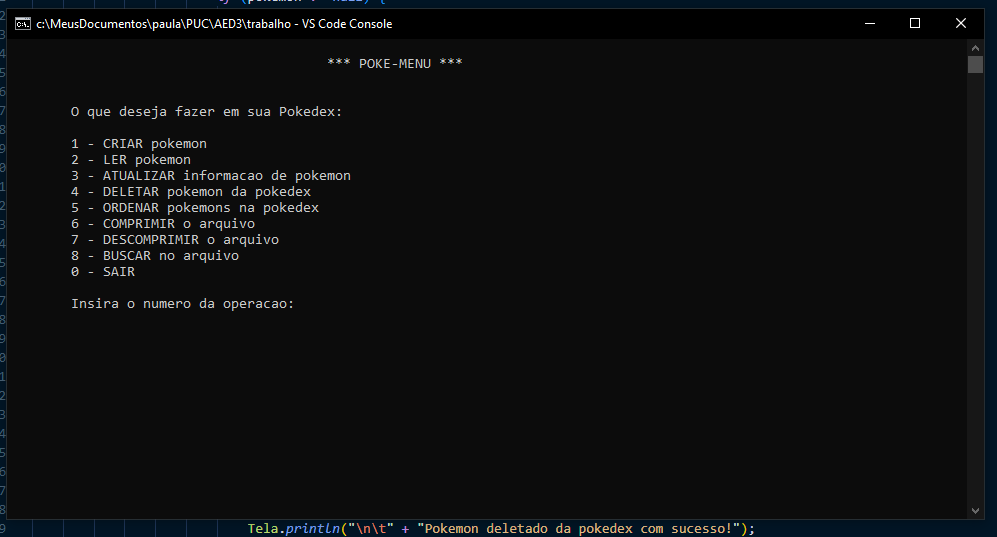 c:\MeusDocumentos\paula\PUC\AED3\trabalho - VS Code Console
*** POKE-MENU ***
O que deseja fazer em sua Pokedex:
1 - CRIAR pokemon
2 - LER pokemon
3 - ATUALIZAR informacao de pokemon
4 - DELETAR pokemon da pokedex
5 - ORDENAR pokemons na pokedex
6 - COMPRIMIR o arquivo
7 - DESCOMPRIMIR o arquivo
8 - BUSCAR no arquivo
0 - SAIR
Insira o numero da operacao:
Tela.println("\n\t" + "Pokemon deletado da pokedex com sucesso!");